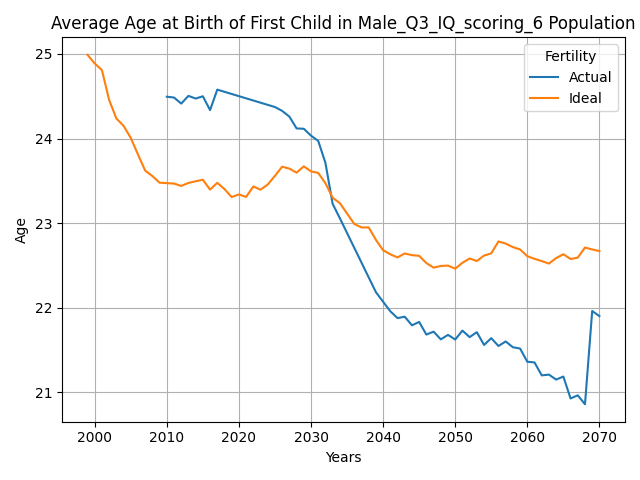 Average Age at Birth of First Child in Male_Q3_IQ_scoring_6 Population
Fertility
Actual
Ideal
Age
25
24
23
22
21
2000 2010 2020 2030 2040 2050 2060 2070
Years